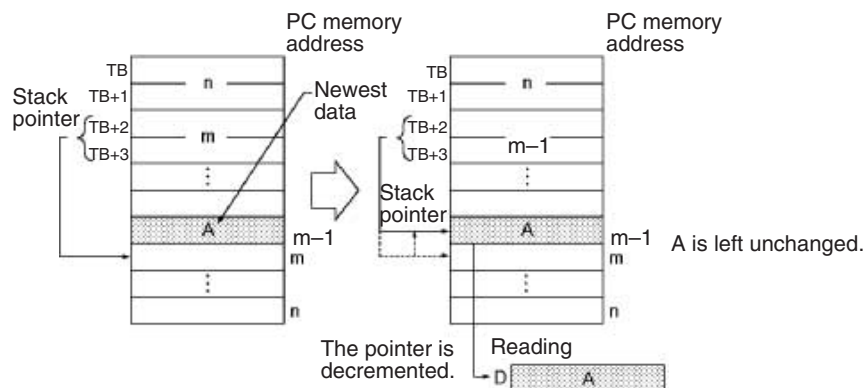 PC memory
address
TB
n
TB+1
Stack
pointer
TB+2
m
TB+3
⋮
A
m–1
m
⋮
n
Newest
data
PC memory
address
TB
n
TB+1
TB+2
m–1
TB+3
⋮
Stack
pointer
A
m–1
m
A is left unchanged.
⋮
n
The pointer is
decremented.
Reading
D
A